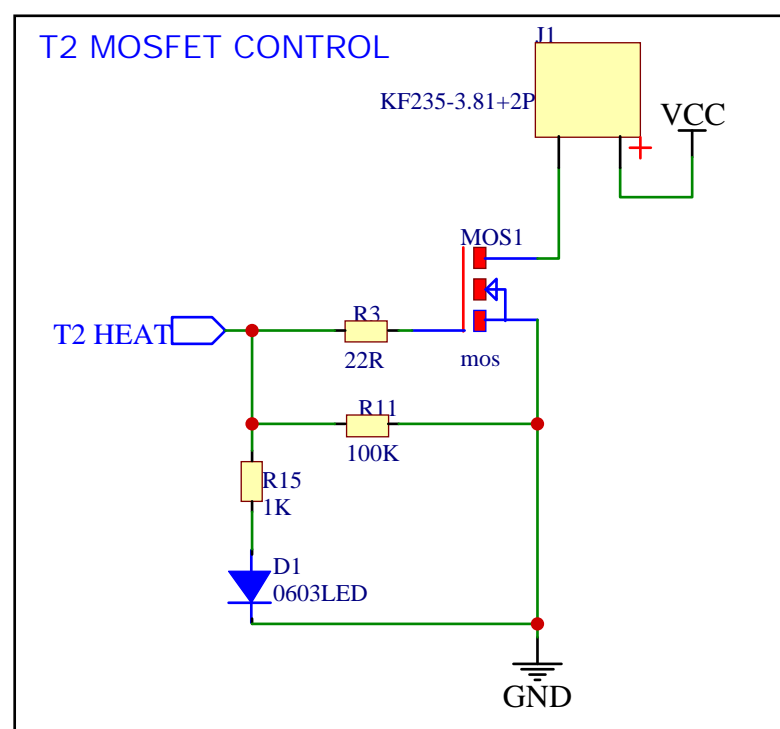 T2 MOSFET CONTROL
J1
KF235-3.81+2P
VCC
MOS1
R3
T2 HEAT
22R
mos
R11
100K
R15
1K
D1
0603LED
GND